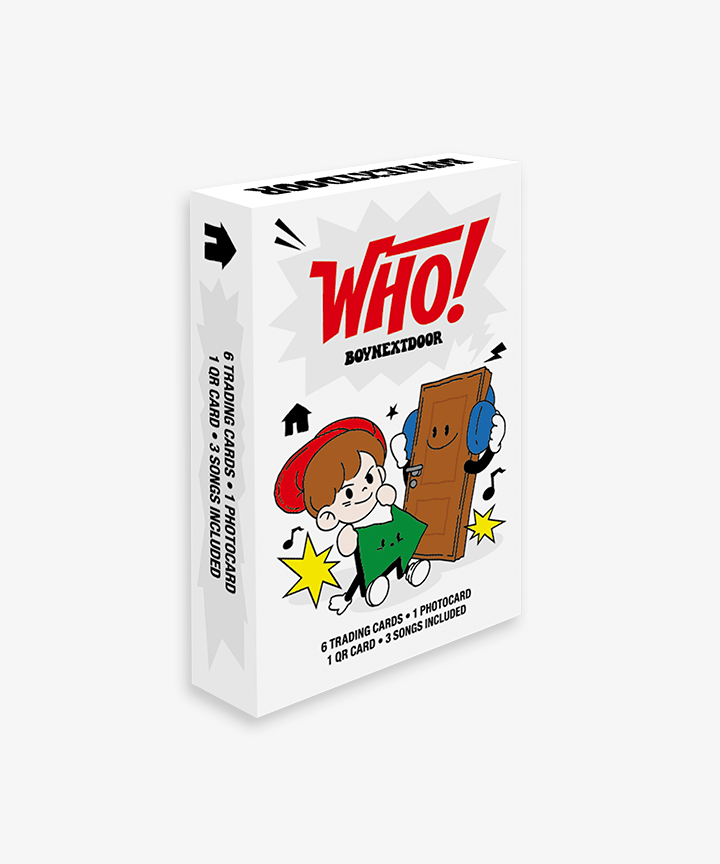 BOYNEXTDOOR
WHO!
BOYNEXTDOOR
6 TRADING CARDS • 1 PHOTOCARD
1 QR CARD • 3 SONGS INCLUDED
6 TRADING CARDS • 1 PHOTOCARD
1 QR CARD • 3 SONGS INCLUDED